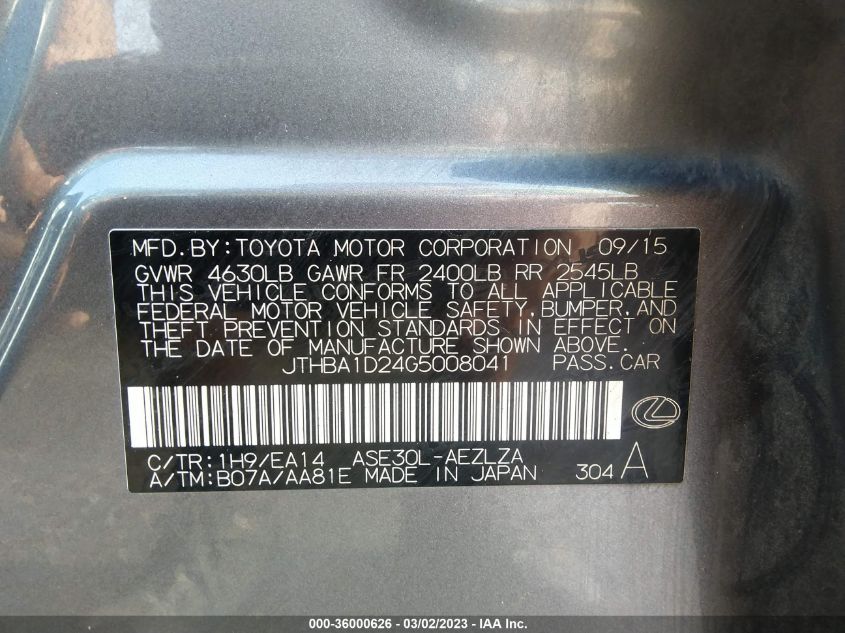 MFD.BY:TOYOTA MOTOR CORPORATION 09/15
GVWR 4630LB GAWR FR 2400LB RR 2545LB
THIS VEHICLE CONFORMS TO ALL APPLICABLE
FEDERAL MOTOR VEHICLE SAFETY,BUMPER,AND
THEFT PREVENTION STANDARDS IN EFFECT ON
THE DATE OF MANUFACTURE SHOWN ABOVE.
JTHBA1D24G5008041 PASS.CAR
C/TR:1H9/EA14 ASE30L-AEZLZA
A/TM:B07A/AA81E MADE IN JAPAN 304 A
000-36000626 - 03/02/2023 - IAA Inc.